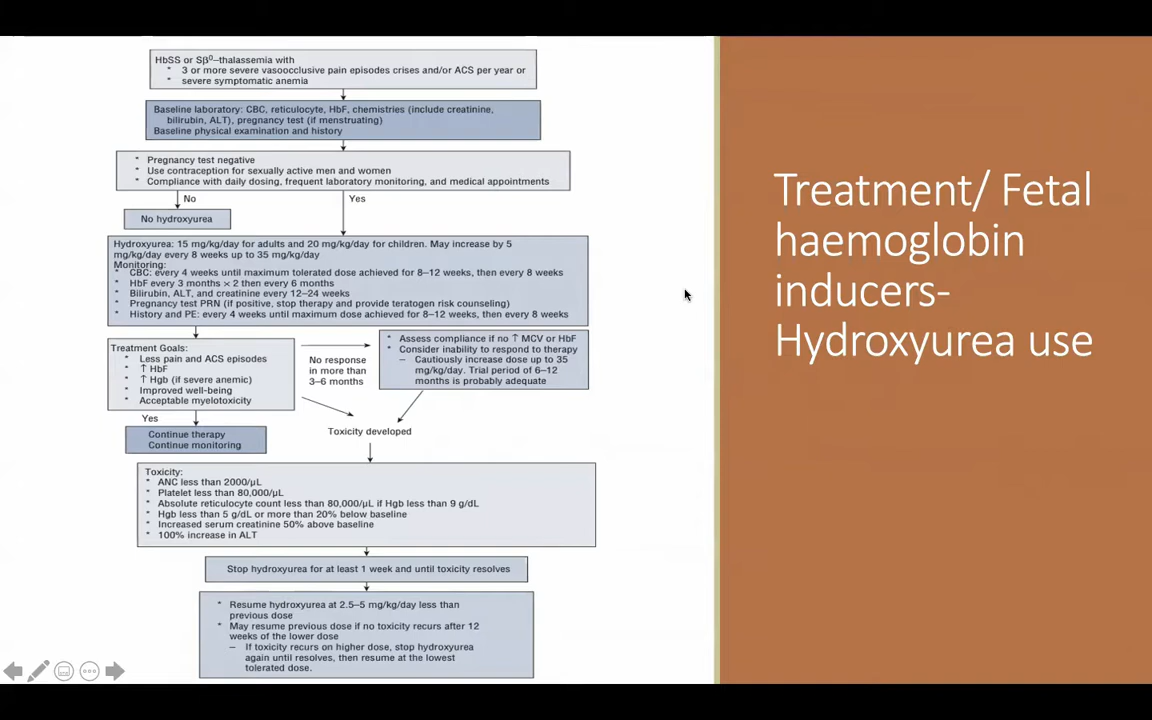 HbSS or Sβ⁰–thalassemia with
* 3 or more severe vasoocclusive pain episodes crises and/or ACS per year or
* severe symptomatic anemia
Baseline laboratory: CBC, reticulocyte, HbF, chemistries (include creatinine,
bilirubin, ALT), pregnancy test (if menstruating)
Baseline physical examination and history
* Pregnancy test negative
* Use contraception for sexually active men and women
* Compliance with daily dosing, frequent laboratory monitoring, and medical appointments
No
Yes
No hydroxyurea
Hydroxyurea: 15 mg/kg/day for adults and 20 mg/kg/day for children. May increase by 5
mg/kg/day every 8 weeks up to 35 mg/kg/day
Monitoring:
* CBC: every 4 weeks until maximum tolerated dose achieved for 8–12 weeks, then every 8 weeks
* HbF every 3 months × 2 then every 6 months
* Bilirubin, ALT, and creatinine every 12–24 weeks
* Pregnancy test PRN (if positive, stop therapy and provide teratogen risk counseling)
* History and PE: every 4 weeks until maximum dose achieved for 8–12 weeks, then every 8 weeks
Treatment Goals:
* Less pain and ACS episodes
* ↑ HbF
* ↑ Hgb (if severe anemic)
* Improved well-being
* Acceptable myelotoxicity
No response
in more than
3–6 months
* Assess compliance if no ↑ MCV or HbF
* Consider inability to respond to therapy
– Cautiously increase dose up to 35
mg/kg/day. Trial period of 6–12
months is probably adequate
Yes
Continue therapy
Continue monitoring
Toxicity developed
Toxicity:
* ANC less than 2000/μL
* Platelet less than 80,000/μL
* Absolute reticulocyte count less than 80,000/μL if Hgb less than 9 g/dL
* Hgb less than 5 g/dL or more than 20% below baseline
* Increased serum creatinine 50% above baseline
* 100% increase in ALT
Stop hydroxyurea for at least 1 week and until toxicity resolves
* Resume hydroxyurea at 2.5–5 mg/kg/day less than
previous dose
* May resume previous dose if no toxicity recurs after 12
weeks of the lower dose
– If toxicity recurs on higher dose, stop hydroxyurea
again until resolves, then resume at the lowest
tolerated dose.
Treatment/ Fetal
haemoglobin
inducers-
Hydroxyurea use